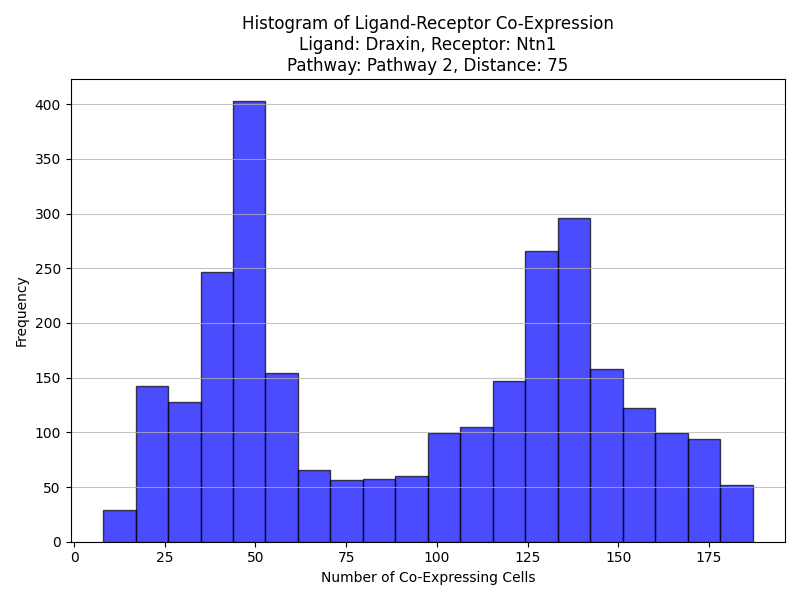 Histogram of Ligand-Receptor Co-Expression
Ligand: Draxin, Receptor: Ntn1
Pathway: Pathway 2, Distance: 75
400
350
300
250
200
150
100
50
0
Frequency
0 25 50 75 100 125 150 175
Number of Co-Expressing Cells